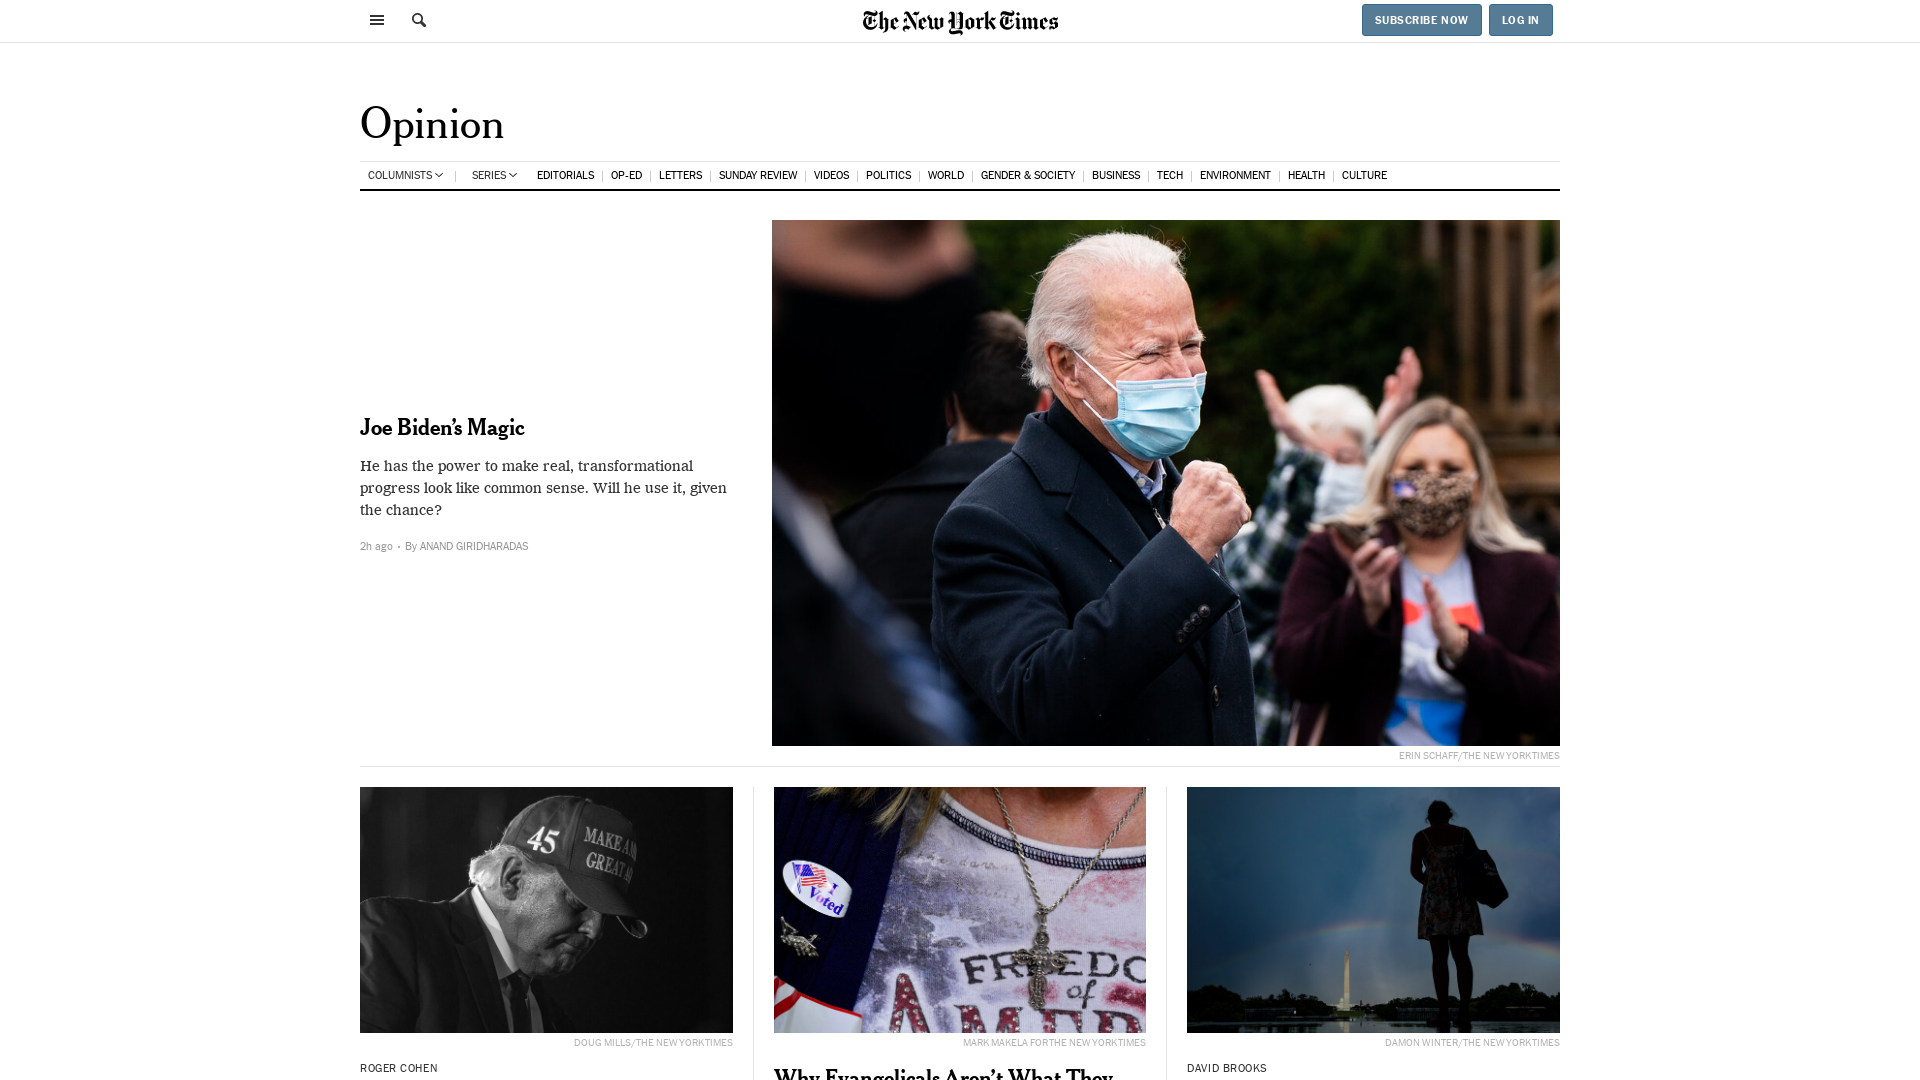 The New York Times
SUBSCRIBE NOW
LOG IN
Opinion
COLUMNISTS
SERIES
EDITORIALS
OP-ED
LETTERS
SUNDAY REVIEW
VIDEOS
POLITICS
WORLD
GENDER & SOCIETY
BUSINESS
TECH
ENVIRONMENT
HEALTH
CULTURE
Joe Biden’s Magic
He has the power to make real, transformational
progress look like common sense. Will he use it, given
the chance?
2h ago • By ANAND GIRIDHARADAS
ERIN SCHAFF/THE NEW YORK TIMES
45
MAKE A
GREAT A
I
Voted
FREEDO
of
AMER
DOUG MILLS/THE NEW YORK TIMES
MARK MAKELA FOR THE NEW YORK TIMES
DAMON WINTER/THE NEW YORK TIMES
ROGER COHEN
Why Evangelicals Aren’t What They
DAVID BROOKS